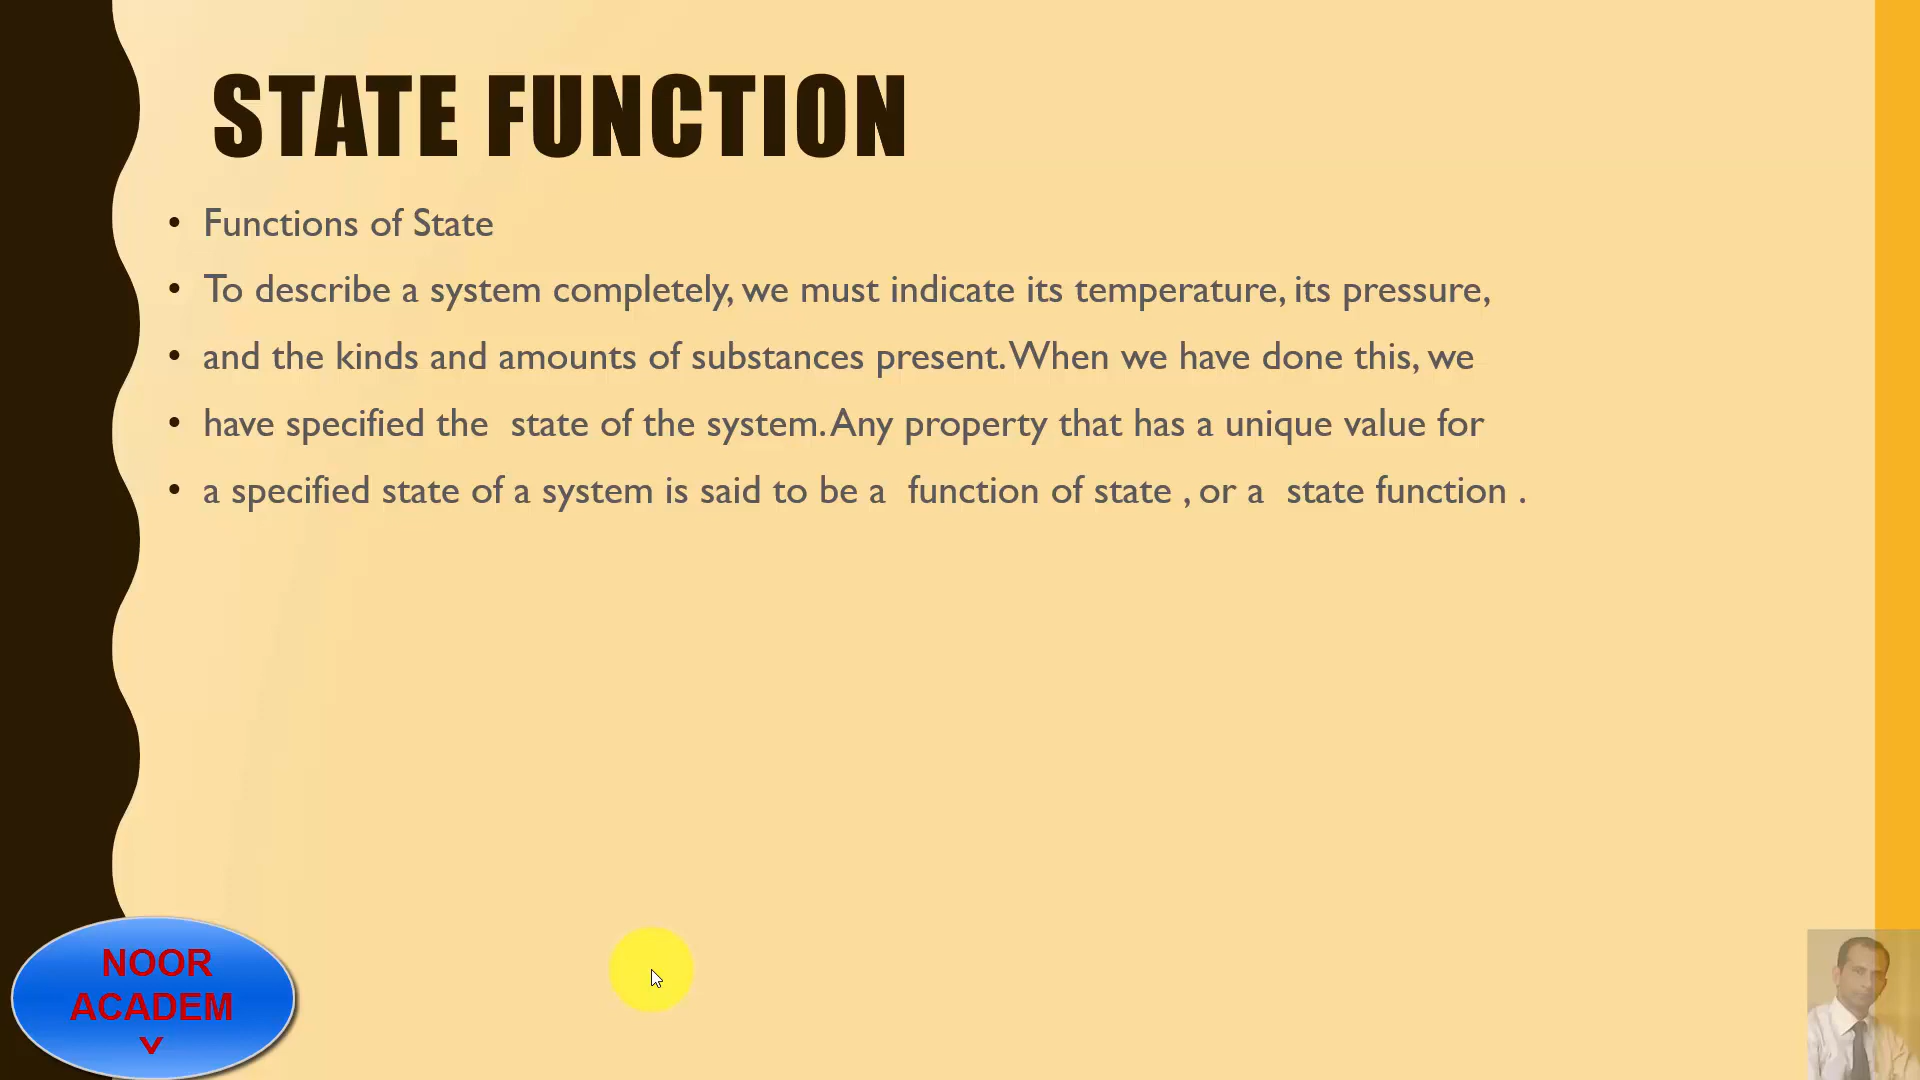 STATE FUNCTION
• Functions of State
• To describe a system completely, we must indicate its temperature, its pressure,
• and the kinds and amounts of substances present. When we have done this, we
• have specified the  state of the system. Any property that has a unique value for
• a specified state of a system is said to be a  function of state , or a  state function .
NOOR
ACADEM
Y